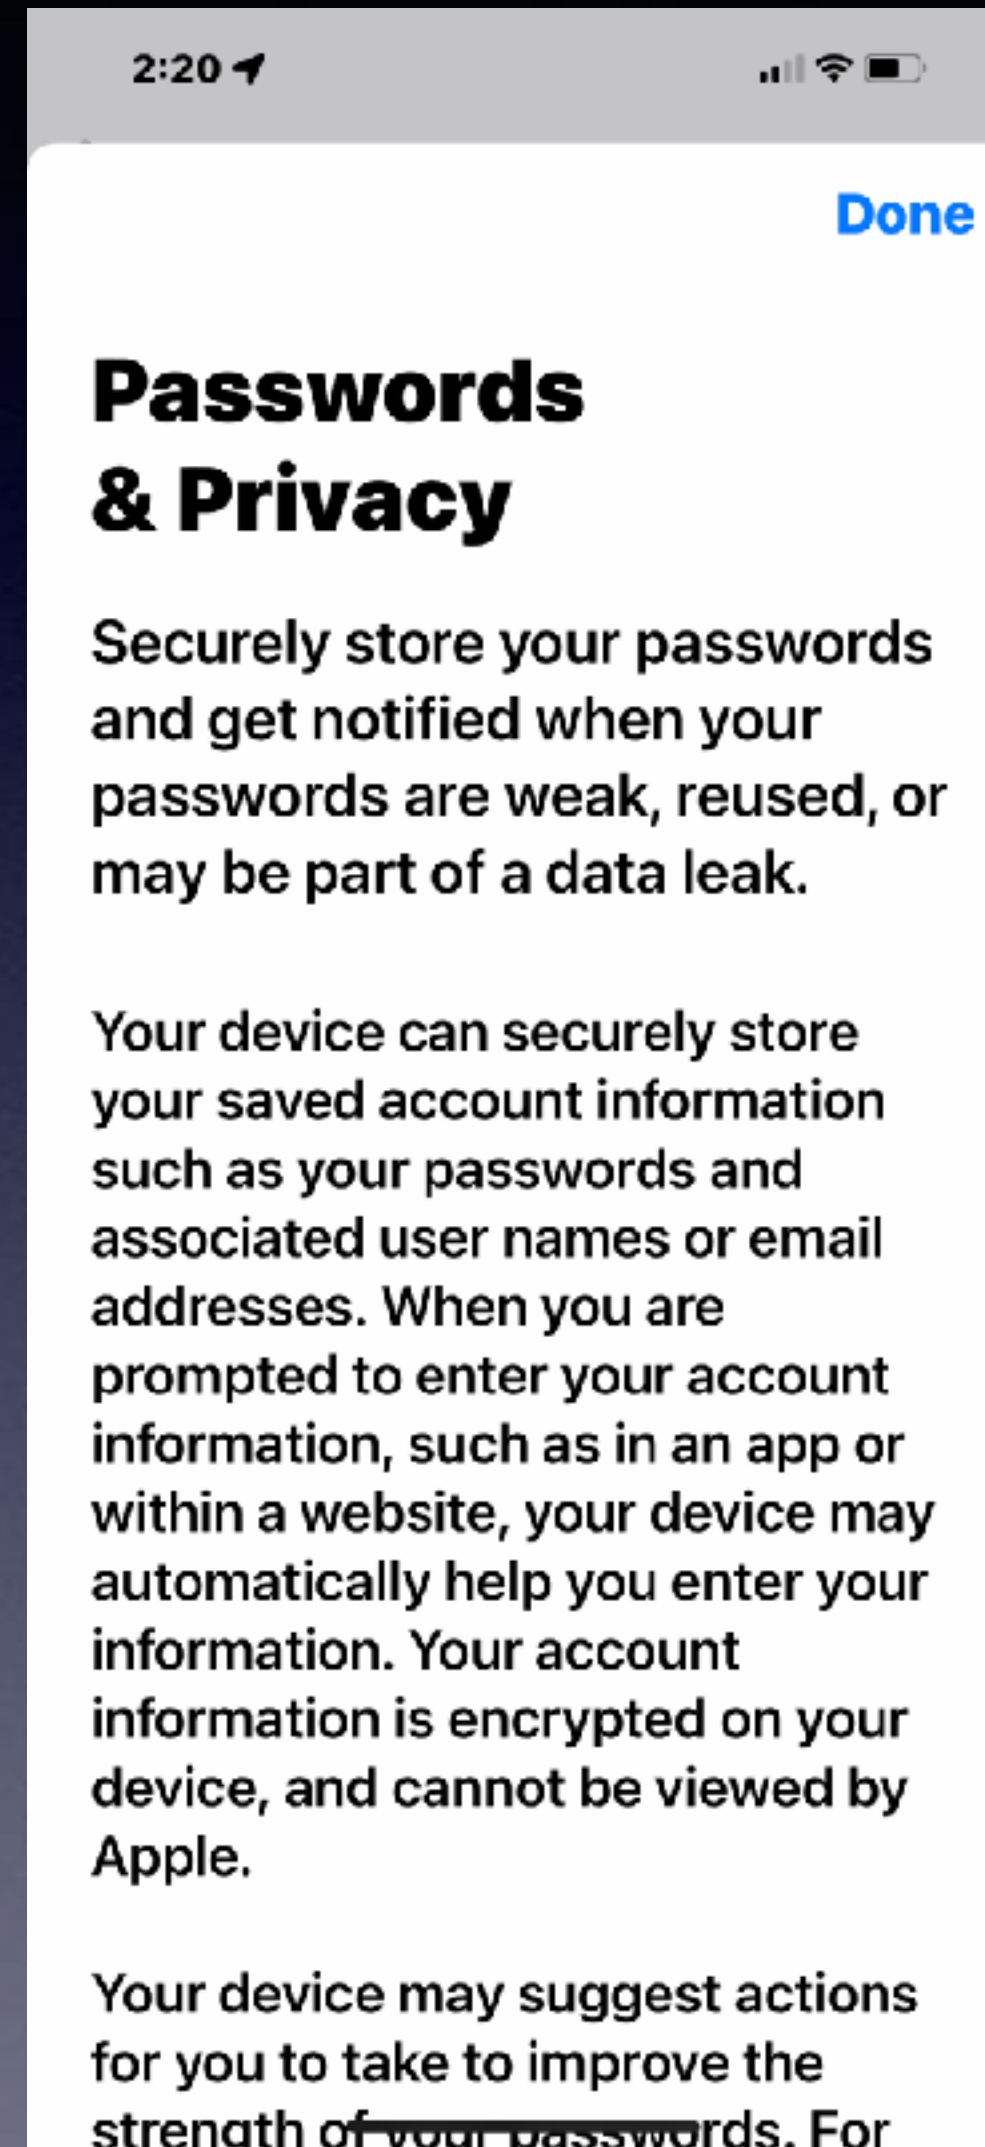 2:20
Done
Passwords
& Privacy
Securely store your passwords
and get notified when your
passwords are weak, reused, or
may be part of a data leak.
Your device can securely store
your saved account information
such as your passwords and
associated user names or email
addresses. When you are
prompted to enter your account
information, such as in an app or
within a website, your device may
automatically help you enter your
information. Your account
information is encrypted on your
device, and cannot be viewed by
Apple.
Your device may suggest actions
for you to take to improve the
strength of your passwords. For